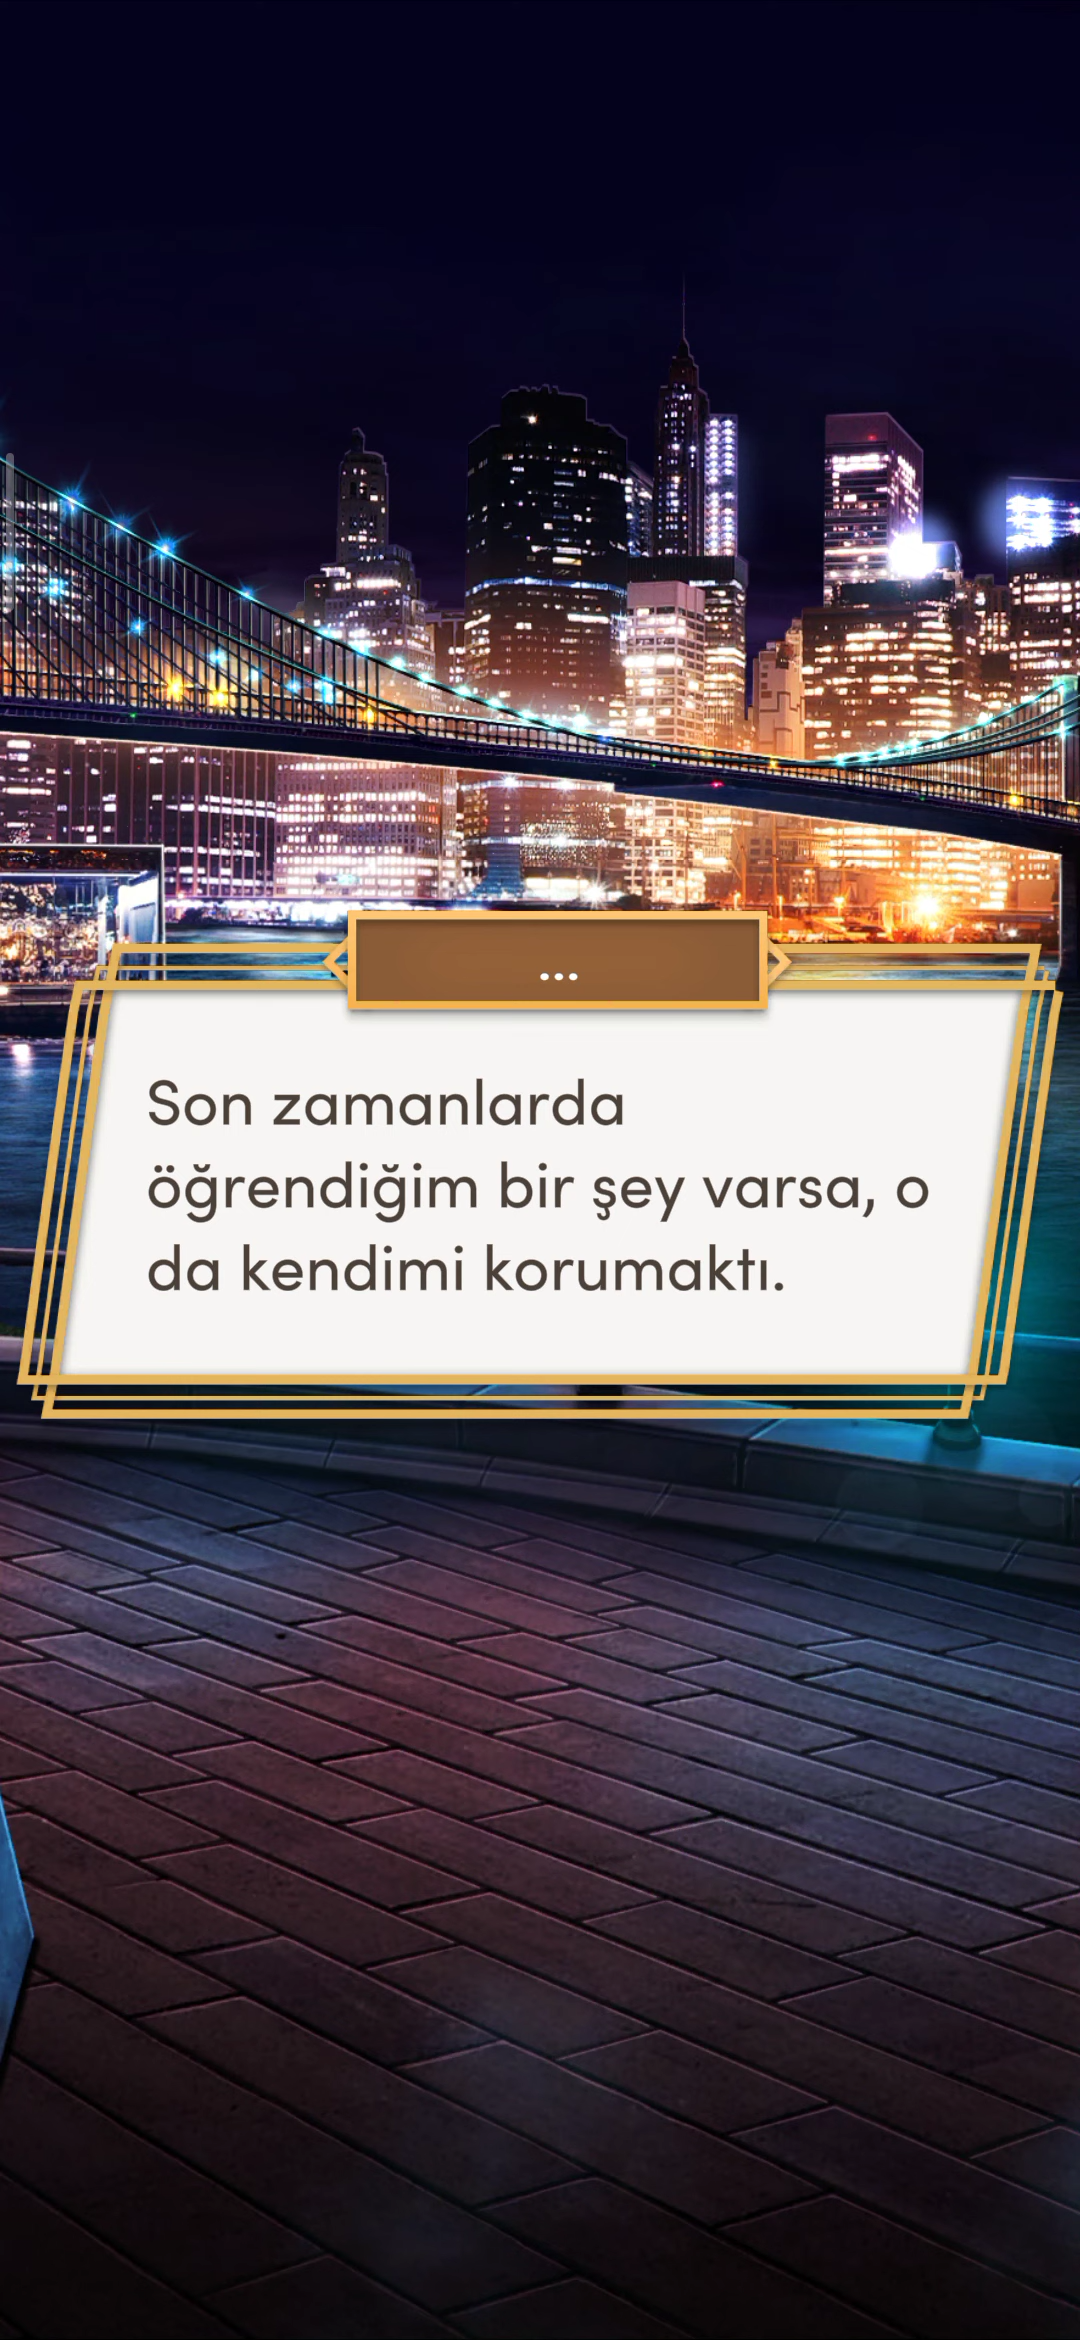 ...
Son zamanlarda
öğrendiğim bir şey varsa, o
da kendimi korumaktı.